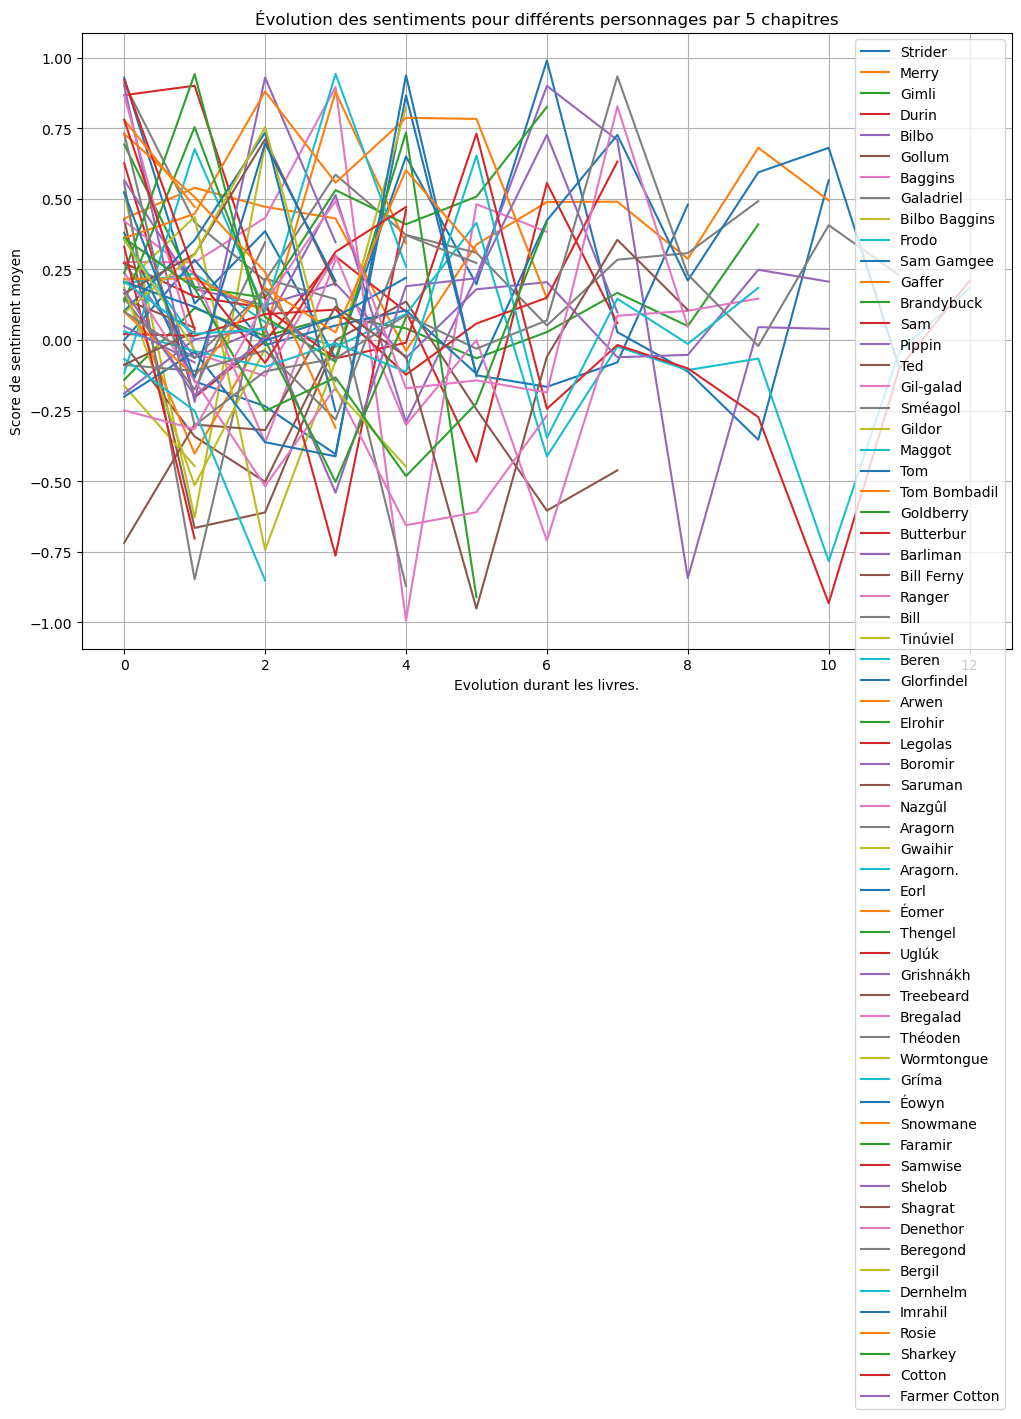 Évolution des sentiments pour différents personnages par 5 chapitres
Score de sentiment moyen
1.00
0.75
0.50
0.25
0.00
−0.25
−0.50
−0.75
−1.00
0
2
4
6
8
10
12
Evolution durant les livres.
Strider
Merry
Gimli
Durin
Bilbo
Gollum
Baggins
Galadriel
Bilbo Baggins
Frodo
Sam Gamgee
Gaffer
Brandybuck
Sam
Pippin
Ted
Gil-galad
Sméagol
Gildor
Maggot
Tom
Tom Bombadil
Goldberry
Butterbur
Barliman
Bill Ferny
Ranger
Bill
Tinúviel
Beren
Glorfindel
Arwen
Elrohir
Legolas
Boromir
Saruman
Nazgûl
Aragorn
Gwaihir
Aragorn.
Eorl
Éomer
Thengel
Uglúk
Grishnákh
Treebeard
Bregalad
Théoden
Wormtongue
Gríma
Éowyn
Snowmane
Faramir
Samwise
Shelob
Shagrat
Denethor
Beregond
Bergil
Dernhelm
Imrahil
Rosie
Sharkey
Cotton
Farmer Cotton